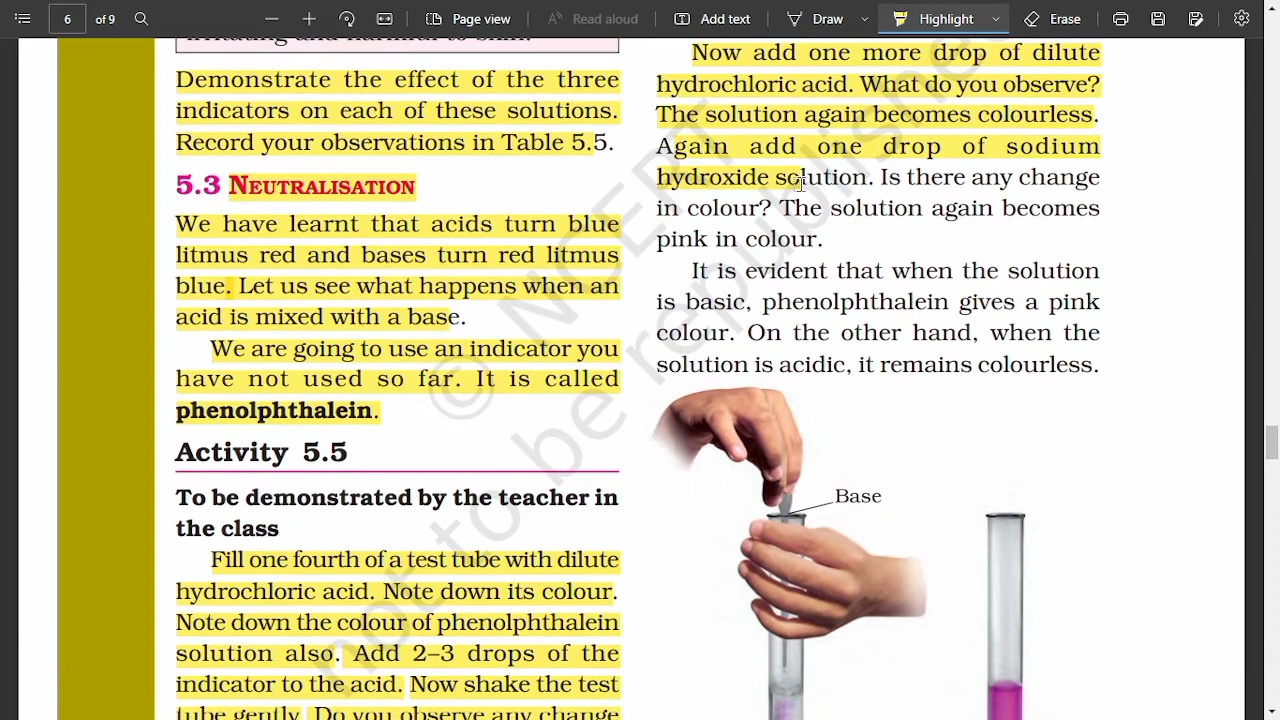 6 of 9
Page view
Read aloud
Add text
Draw
Highlight
Erase
irritating and harmful to skin.
Demonstrate the effect of the three
indicators on each of these solutions.
Record your observations in Table 5.5.
5.3 NEUTRALISATION
We have learnt that acids turn blue
litmus red and bases turn red litmus
blue. Let us see what happens when an
acid is mixed with a base.
We are going to use an indicator you
have not used so far. It is called
phenolphthalein.
Activity 5.5
To be demonstrated by the teacher in
the class
Fill one fourth of a test tube with dilute
hydrochloric acid. Note down its colour.
Note down the colour of phenolphthalein
solution also. Add 2–3 drops of the
indicator to the acid. Now shake the test
tube gently. Do you observe any change
Now add one more drop of dilute
hydrochloric acid. What do you observe?
The solution again becomes colourless.
Again add one drop of sodium
hydroxide solution. Is there any change
in colour? The solution again becomes
pink in colour.
It is evident that when the solution
is basic, phenolphthalein gives a pink
colour. On the other hand, when the
solution is acidic, it remains colourless.
Base
© NCERT
not to be republished